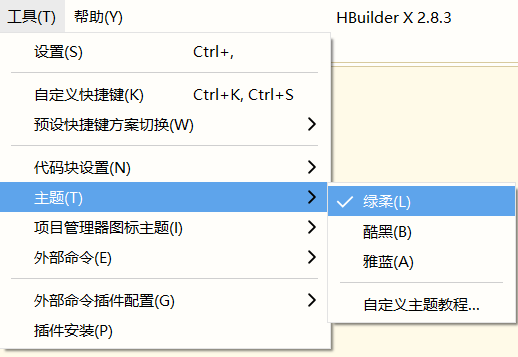 工具(T) 帮助(Y) HBuilder X 2.8.3
设置(S) Ctrl+,
自定义快捷键(K) Ctrl+K, Ctrl+S
预设快捷键方案切换(W)
代码块设置(N)
主题(T)
绿柔(L)
项目管理器图标主题(I)
酷黑(B)
外部命令(E)
雅蓝(A)
外部命令插件配置(G)
自定义主题教程...
插件安装(P)